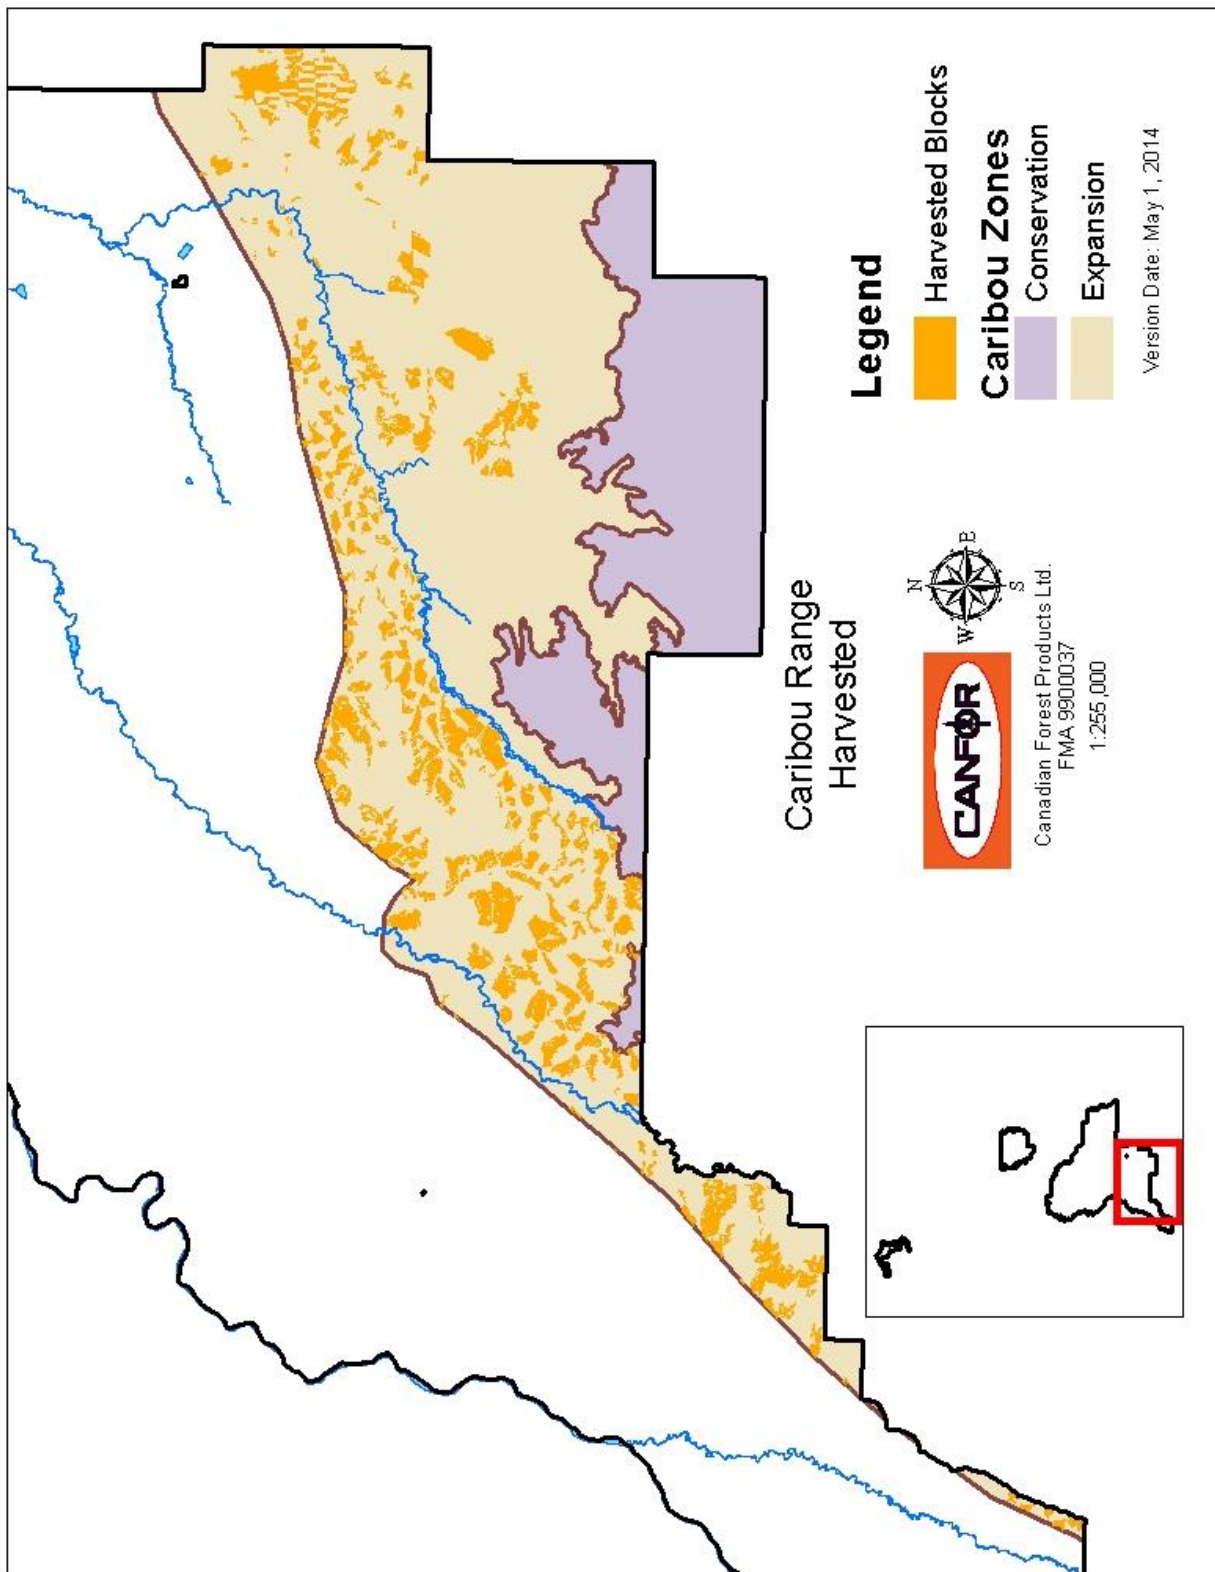 Caribou Range
Harvested
N
W
E
S
CANFOR
Canadian Forest Products Ltd.
FMA 9900037
1:255,000
Legend
Harvested Blocks
Caribou Zones
Conservation
Expansion
Version Date: May 1, 2014